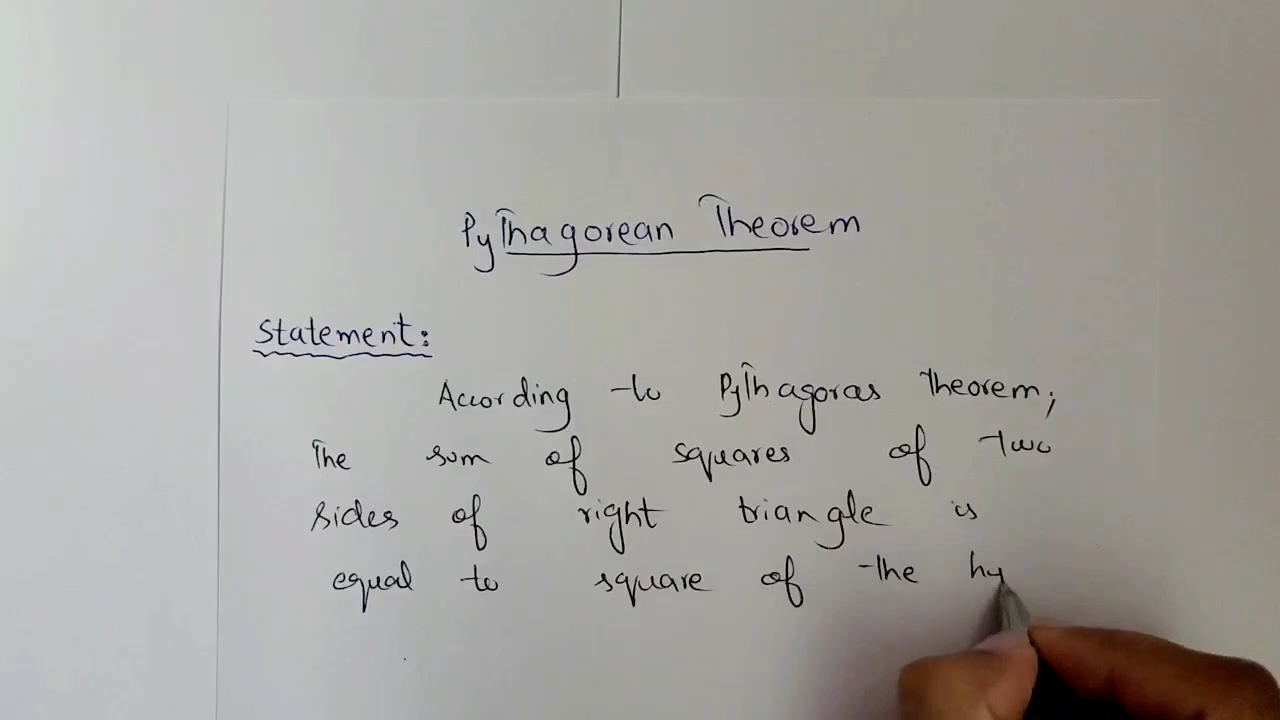 Pythagorean Theorem
Statement:
According to Pythagoras Theorem,
The sum of squares of two
sides of right triangle is
equal to square of the hy